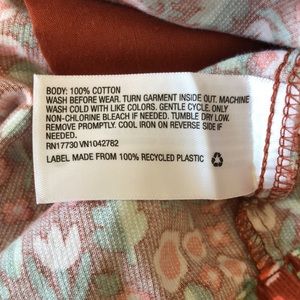 BODY: 100% COTTON
WASH BEFORE WEAR. TURN GARMENT INSIDE OUT. MACHINE
WASH COLD WITH LIKE COLORS. GENTLE CYCLE. ONLY
NON-CHLORINE BLEACH IF NEEDED. TUMBLE DRY LOW.
REMOVE PROMPTLY. COOL IRON ON REVERSE SIDE IF
NEEDED.
RN17730 VN1042782
LABEL MADE FROM 100% RECYCLED PLASTIC